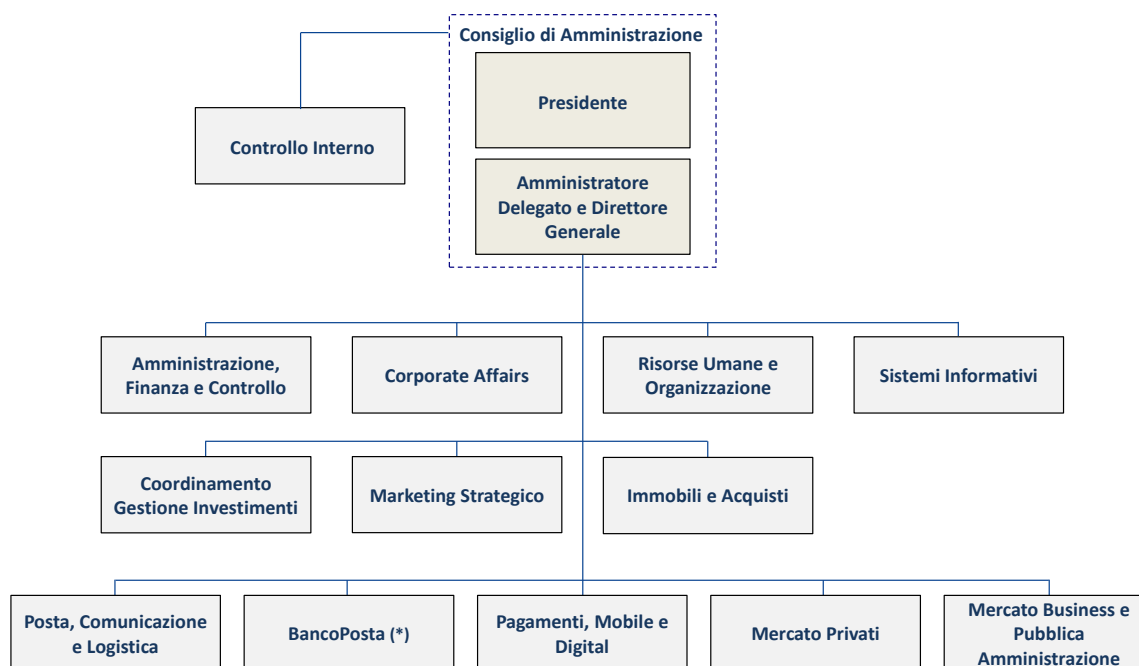 Consiglio di Amministrazione
Presidente
Controllo Interno
Amministratore
Delegato e Direttore
Generale
Amministrazione,
Finanza e Controllo
Corporate Affairs
Risorse Umane e
Organizzazione
Sistemi Informativi
Coordinamento
Gestione Investimenti
Marketing Strategico
Immobili e Acquisti
Posta, Comunicazione
e Logistica
BancoPosta (*)
Pagamenti, Mobile e
Digital
Mercato Privati
Mercato Business e
Pubblica
Amministrazione